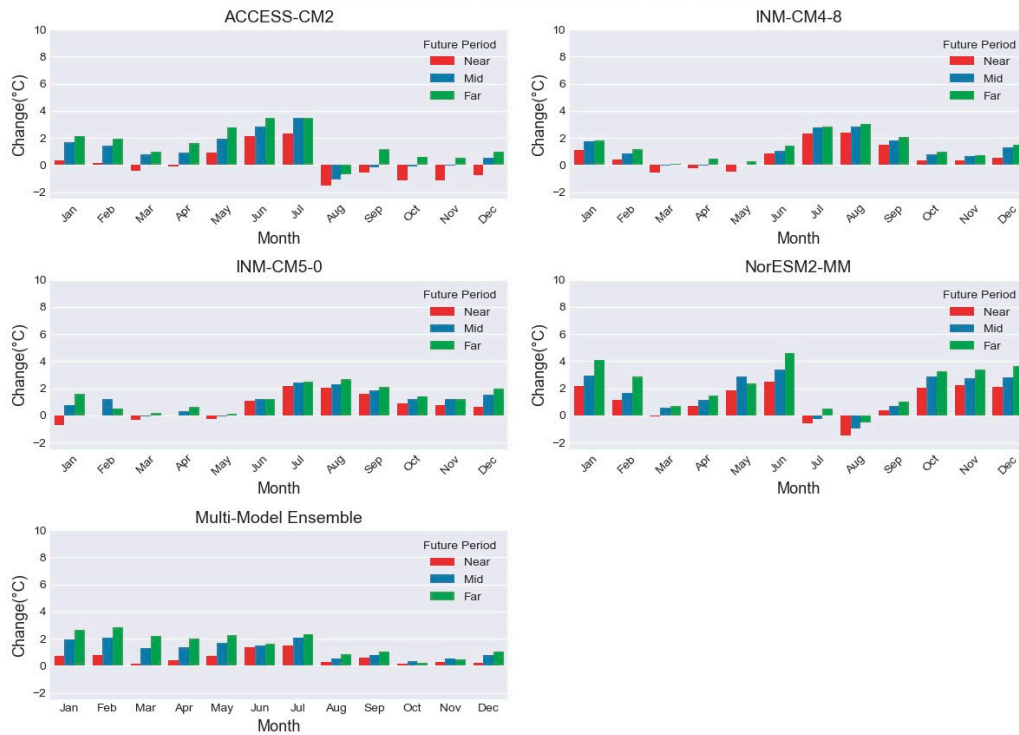 ACCESS-CM2
Change(°C)
10
8
6
4
2
0
−2
Future Period
Near
Mid
Far
Jan Feb Mar Apr May Jun Jul Aug Sep Oct Nov Dec
Month
INM-CM4-8
Change(°C)
10
8
6
4
2
0
−2
Future Period
Near
Mid
Far
Jan Feb Mar Apr May Jun Jul Aug Sep Oct Nov Dec
Month
INM-CM5-0
Change(°C)
10
8
6
4
2
0
−2
Future Period
Near
Mid
Far
Jan Feb Mar Apr May Jun Jul Aug Sep Oct Nov Dec
Month
NorESM2-MM
Change(°C)
10
8
6
4
2
0
−2
Future Period
Near
Mid
Far
Jan Feb Mar Apr May Jun Jul Aug Sep Oct Nov Dec
Month
Multi-Model Ensemble
Change(°C)
10
8
6
4
2
0
−2
Future Period
Near
Mid
Far
Jan Feb Mar Apr May Jun Jul Aug Sep Oct Nov Dec
Month